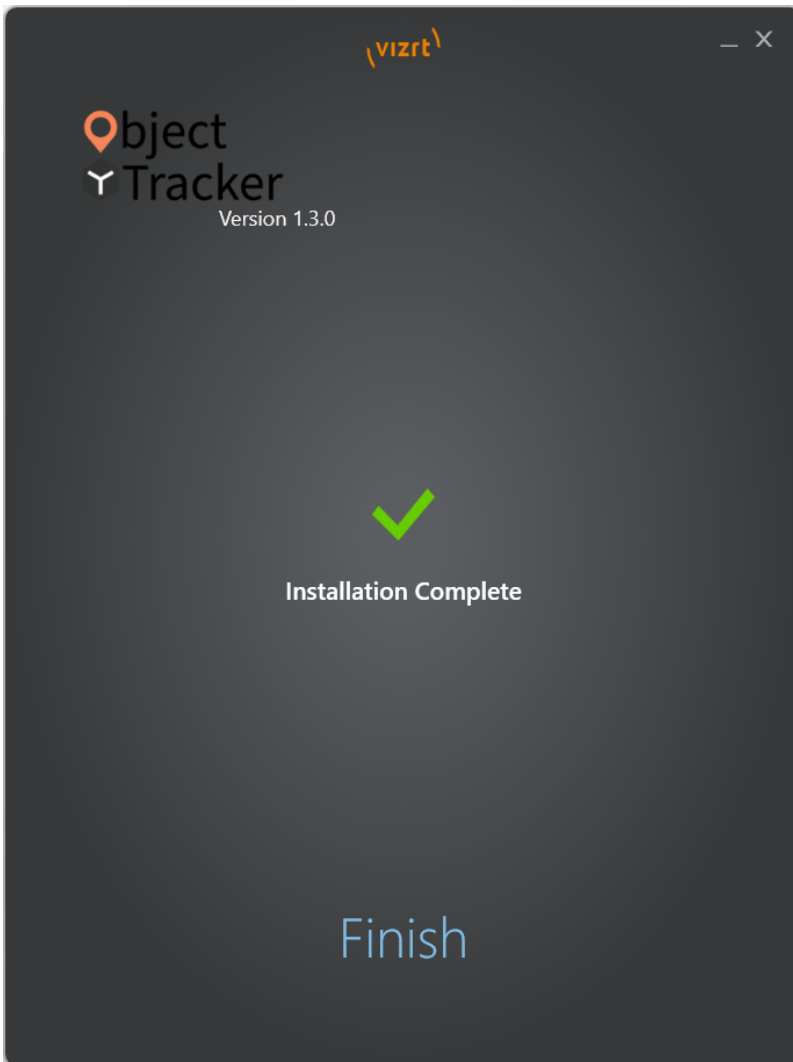 vizrt
Object
Tracker
Version 1.3.0
Installation Complete
Finish